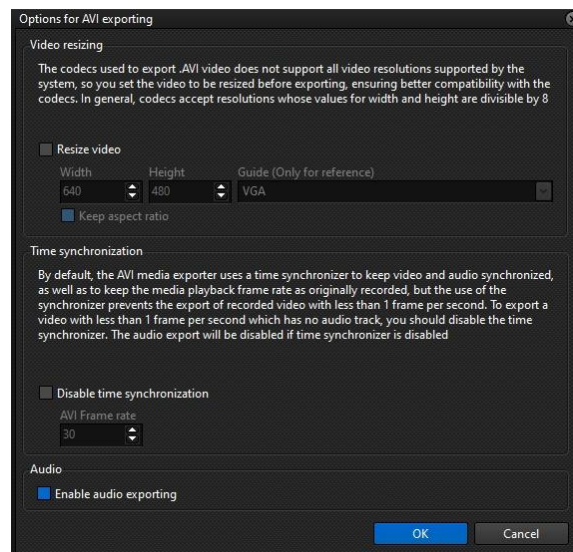 Options for AVI exporting
Video resizing
The codecs used to export .AVI video does not support all video resolutions supported by the
system, so you set the video to be resized before exporting, ensuring better compatibility with the
codecs. In general, codecs accept resolutions whose values for width and height are divisible by 8
Resize video
Width Height Guide (Only for reference)
640 480 VGA
Keep aspect ratio
Time synchronization
By default, the AVI media exporter uses a time synchronizer to keep video and audio synchronized,
as well as to keep the media playback frame rate as originally recorded, but the use of the
synchronizer prevents the export of recorded video with less than 1 frame per second. To export a
video with less than 1 frame per second which has no audio track, you should disable the time
synchronizer. The audio export will be disabled if time synchronizer is disabled
Disable time synchronization
AVI Frame rate
30
Audio
Enable audio exporting
OK Cancel